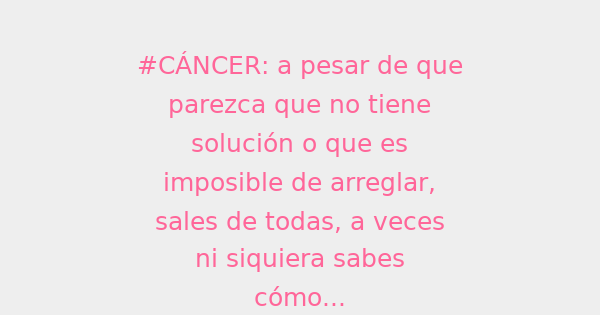 #CÁNCER: a pesar de que
parezca que no tiene
solución o que es
imposible de arreglar,
sales de todas, a veces
ni siquiera sabes
cómo...